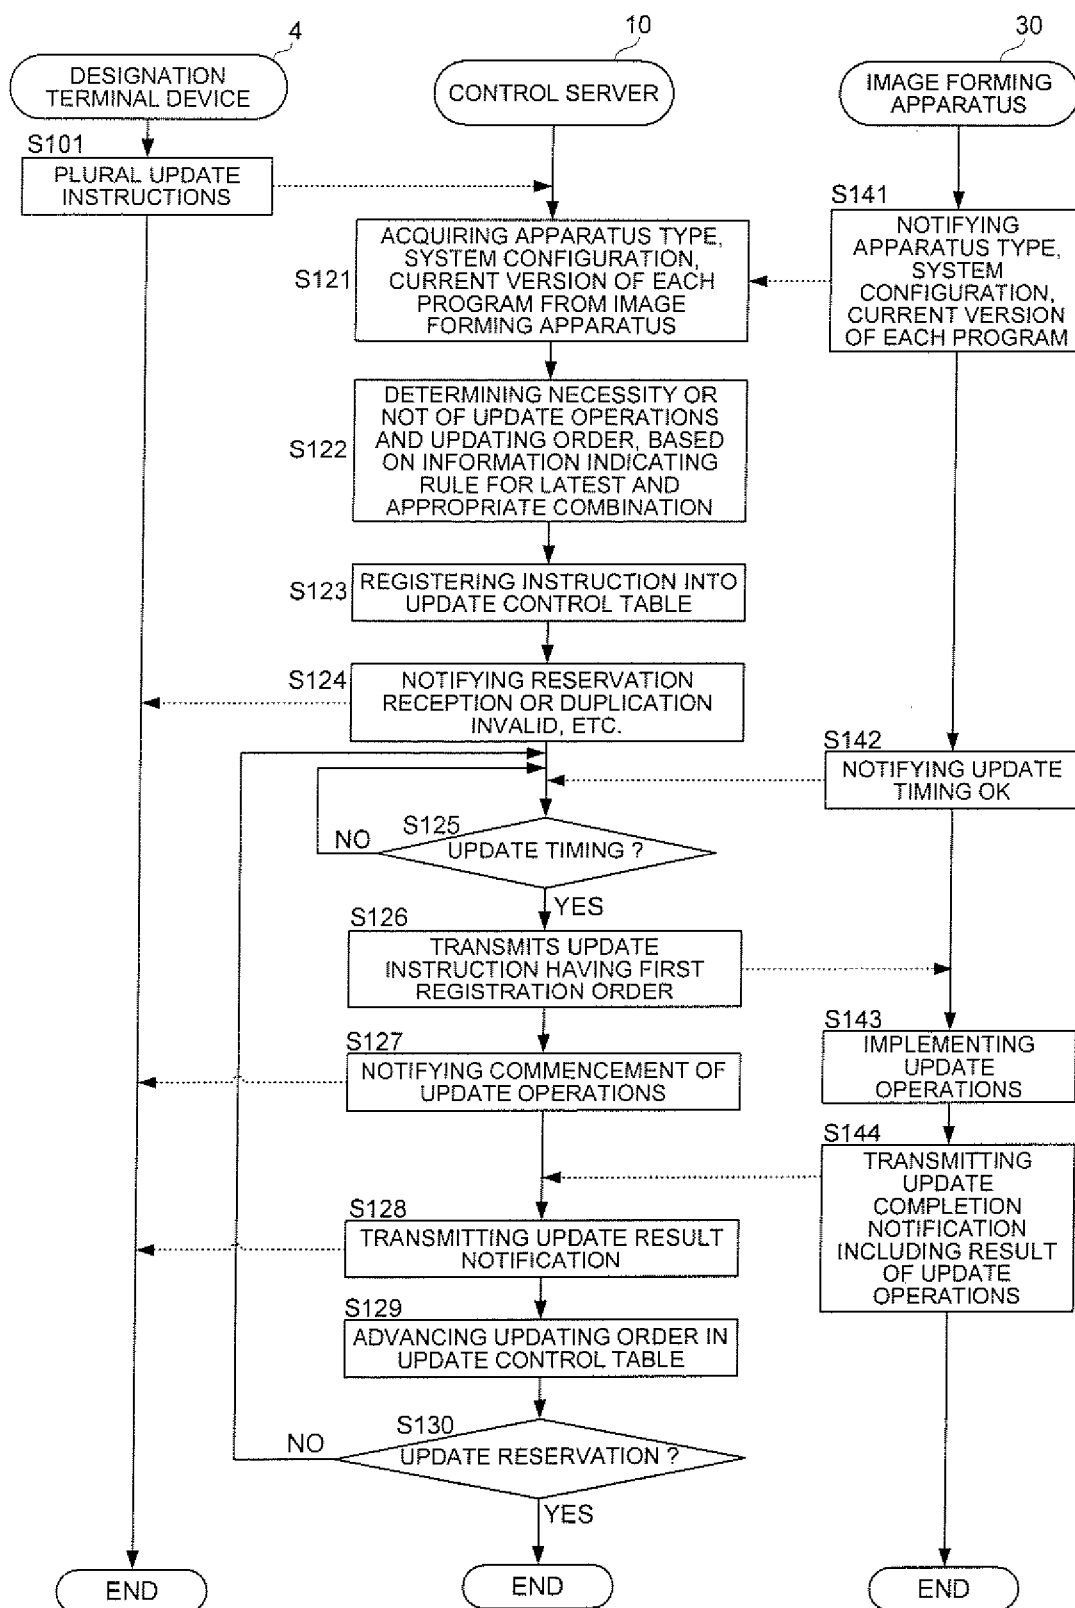 4
10
30
DESIGNATION
TERMINAL DEVICE
CONTROL SERVER
IMAGE FORMING
APPARATUS
S101
PLURAL UPDATE
INSTRUCTIONS
S141
NOTIFYING
APPARATUS TYPE,
SYSTEM
CONFIGURATION,
CURRENT VERSION
OF EACH PROGRAM
S121
ACQUIRING APPARATUS TYPE,
SYSTEM CONFIGURATION,
CURRENT VERSION OF EACH
PROGRAM FROM IMAGE
FORMING APPARATUS
S122
DETERMINING NECESSITY OR
NOT OF UPDATE OPERATIONS
AND UPDATING ORDER, BASED
ON INFORMATION INDICATING
RULE FOR LATEST AND
APPROPRIATE COMBINATION
S123
REGISTERING INSTRUCTION INTO
UPDATE CONTROL TABLE
S124
NOTIFYING RESERVATION
RECEPTION OR DUPLICATION
INVALID, ETC.
S142
NOTIFYING UPDATE
TIMING OK
S125
UPDATE TIMING ?
NO
YES
S126
TRANSMITS UPDATE
INSTRUCTION HAVING FIRST
REGISTRATION ORDER
S127
NOTIFYING COMMENCEMENT OF
UPDATE OPERATIONS
S143
IMPLEMENTING
UPDATE
OPERATIONS
S144
TRANSMITTING
UPDATE
COMPLETION
NOTIFICATION
INCLUDING RESULT
OF UPDATE
OPERATIONS
S128
TRANSMITTING UPDATE RESULT
NOTIFICATION
S129
ADVANCING UPDATING ORDER IN
UPDATE CONTROL TABLE
S130
UPDATE RESERVATION ?
NO
YES
END
END
END